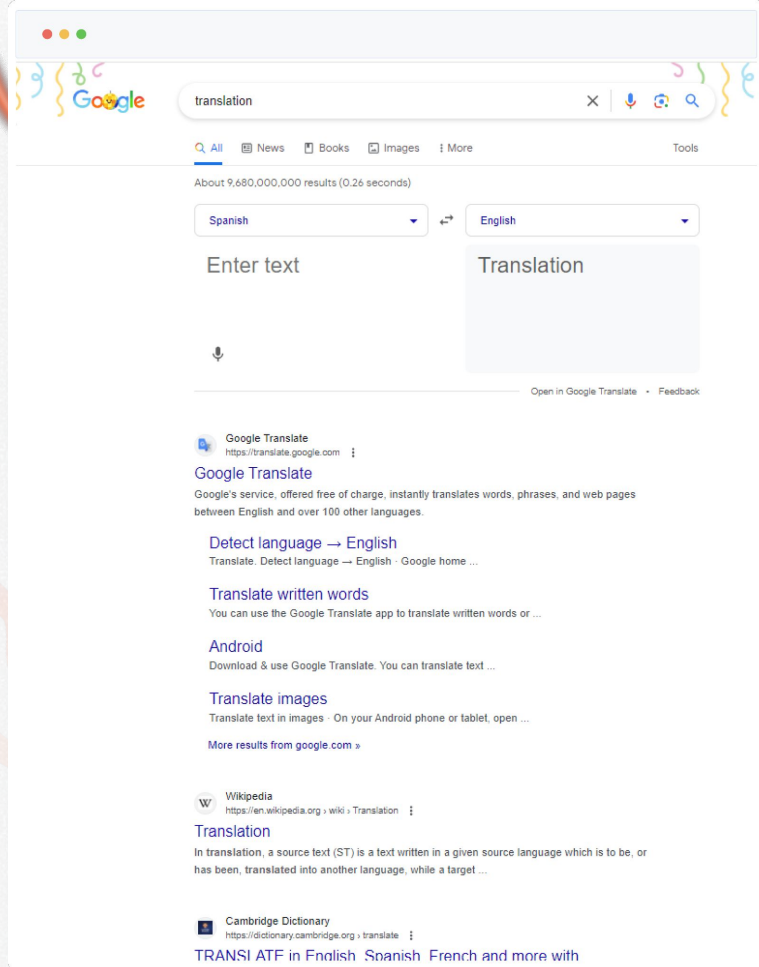 Google
translation
All News Books Images More Tools
About 9,680,000,000 results (0.26 seconds)
Spanish English
Enter text Translation
Open in Google Translate • Feedback
Google Translate
https://translate.google.com
Google Translate
Google's service, offered free of charge, instantly translates words, phrases, and web pages
between English and over 100 other languages.
Detect language → English
Translate. Detect language → English · Google home ...
Translate written words
You can use the Google Translate app to translate written words or ...
Android
Download & use Google Translate. You can translate text ...
Translate images
Translate text in images · On your Android phone or tablet, open ...
More results from google.com »
W
Wikipedia
https://en.wikipedia.org › wiki › Translation
Translation
In translation, a source text (ST) is a text written in a given source language which is to be, or
has been, translated into another language, while a target ...
Cambridge Dictionary
https://dictionary.cambridge.org › translate
TRANSLATE in English, Spanish, French and more with